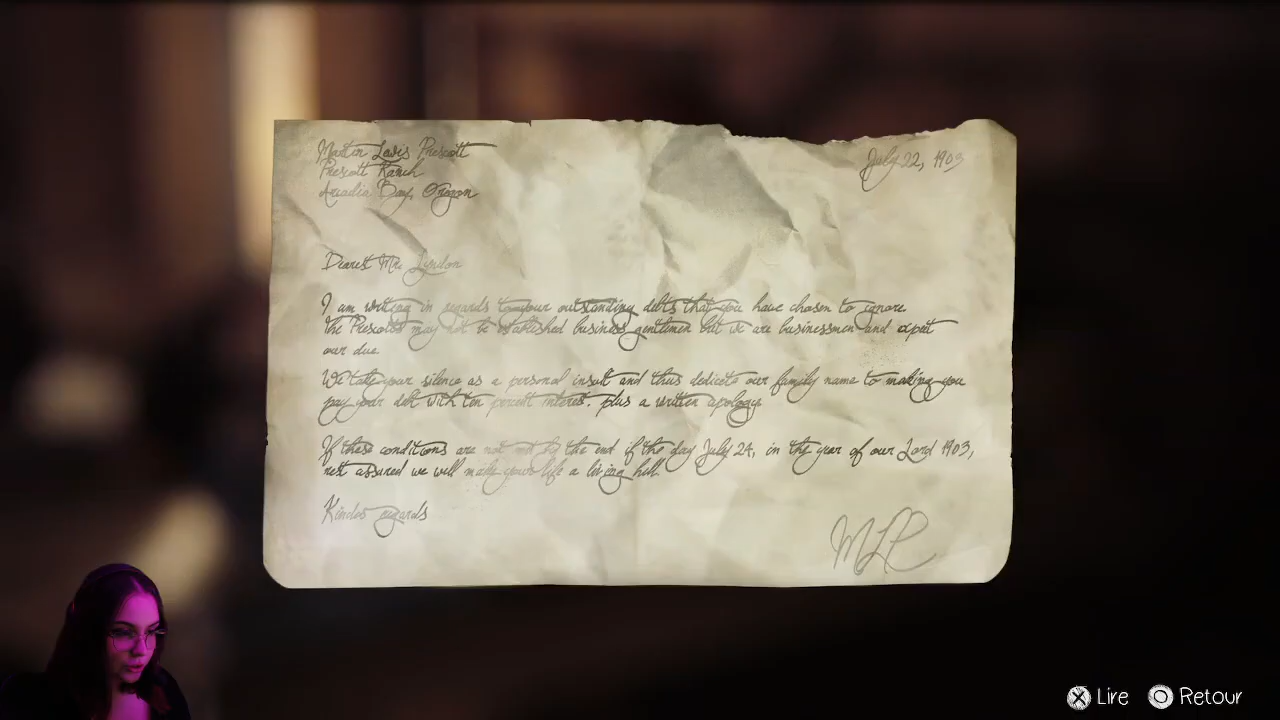 Martin Lewis Prescott
July 22, 1903
Prescott Ranch
Arcadia Bay, Oregon
Dearest Mr. Lyndon
I am writing in regards to your outstanding debts that you have chosen to ignore.
The Prescotts may not be established business gentlemen but we are businessmen and expect
our due.
We take your silence as a personal insult and thus dedicate our family name to making you
pay your debt with ten percent interest, plus a written apology.
If these conditions are not met by the end if the day July 24, in the year of our Lord 1903,
rest assured we will make your life a living hell.
Kindes regards
MLP
Lire
Retour